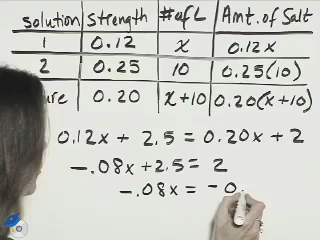 solution Strength # of L Amt. of Salt
1 0.12 x 0.12x
2 0.25 10 0.25(10)
0.20 x+10 0.20(x+10)
0.12x + 2.5 = 0.20x + 2
-.08x + 2.5 = 2
-.08x = -0.